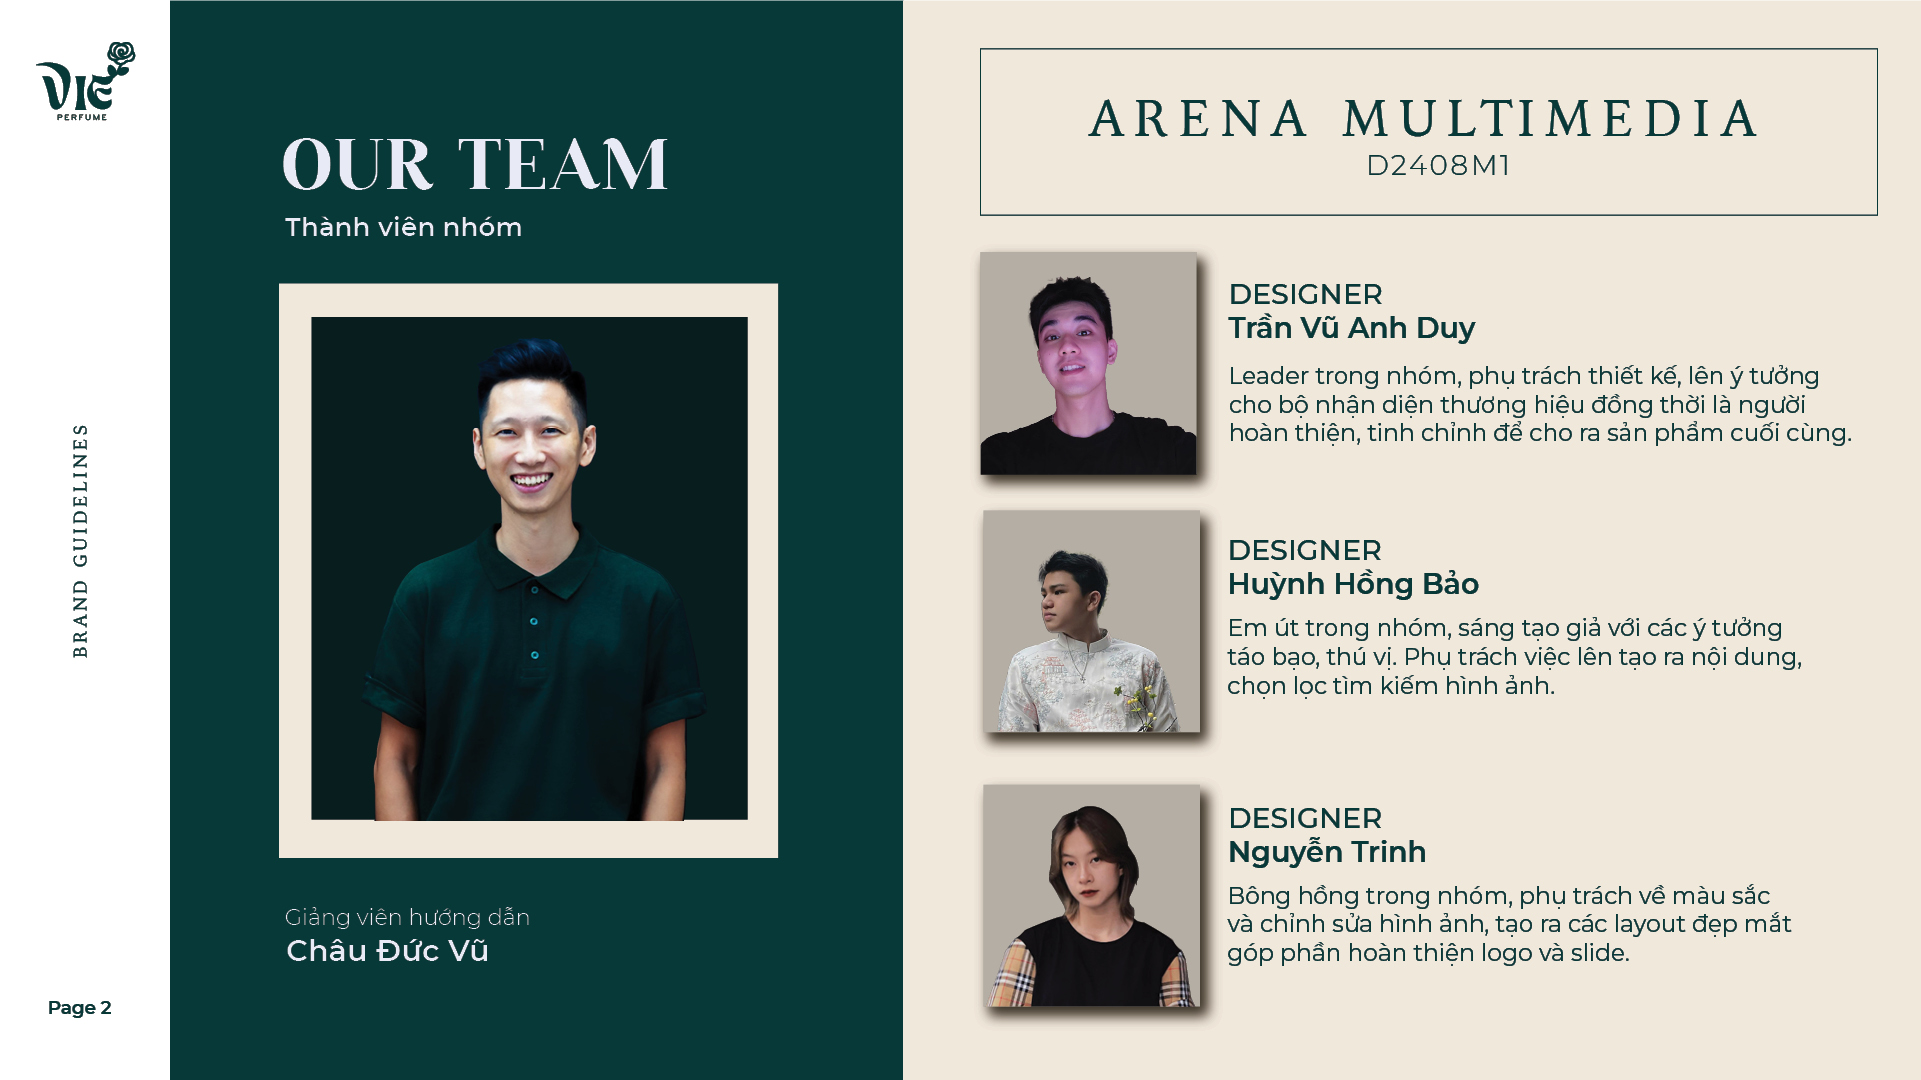 VIE
PERFUME
BRAND GUIDELINES
Page 2
OUR TEAM
Thành viên nhóm
Giảng viên hướng dẫn
Châu Đức Vũ
ARENA MULTIMEDIA
D2408M1
DESIGNER
Trần Vũ Anh Duy
Leader trong nhóm, phụ trách thiết kế, lên ý tưởng
cho bộ nhận diện thương hiệu đồng thời là người
hoàn thiện, tinh chỉnh để cho ra sản phẩm cuối cùng.
DESIGNER
Huỳnh Hồng Bảo
Em út trong nhóm, sáng tạo giả với các ý tưởng
táo bạo, thú vị. Phụ trách việc lên tạo ra nội dung,
chọn lọc tìm kiếm hình ảnh.
DESIGNER
Nguyễn Trinh
Bông hồng trong nhóm, phụ trách về màu sắc
và chỉnh sửa hình ảnh, tạo ra các layout đẹp mắt
góp phần hoàn thiện logo và slide.